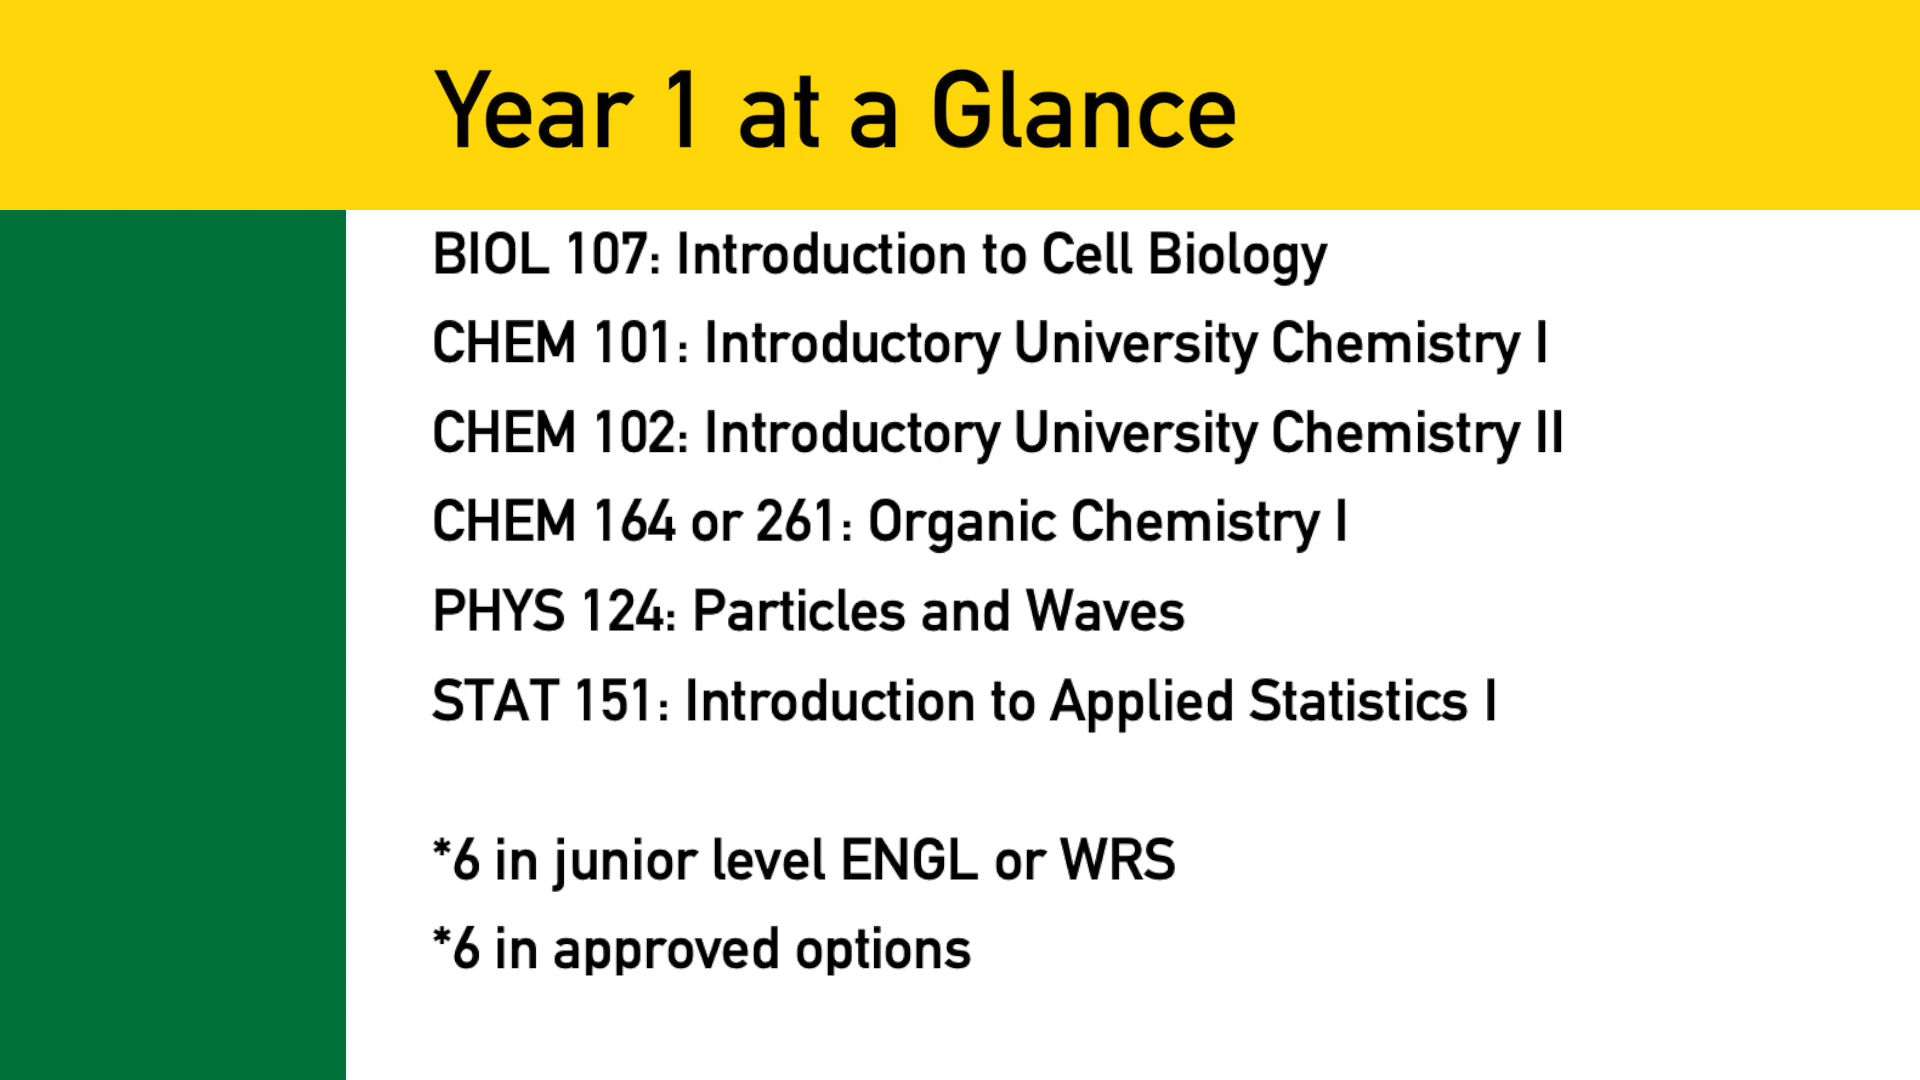 Year 1 at a Glance
BIOL 107: Introduction to Cell Biology
CHEM 101: Introductory University Chemistry I
CHEM 102: Introductory University Chemistry II
CHEM 164 or 261: Organic Chemistry I
PHYS 124: Particles and Waves
STAT 151: Introduction to Applied Statistics I
*6 in junior level ENGL or WRS
*6 in approved options